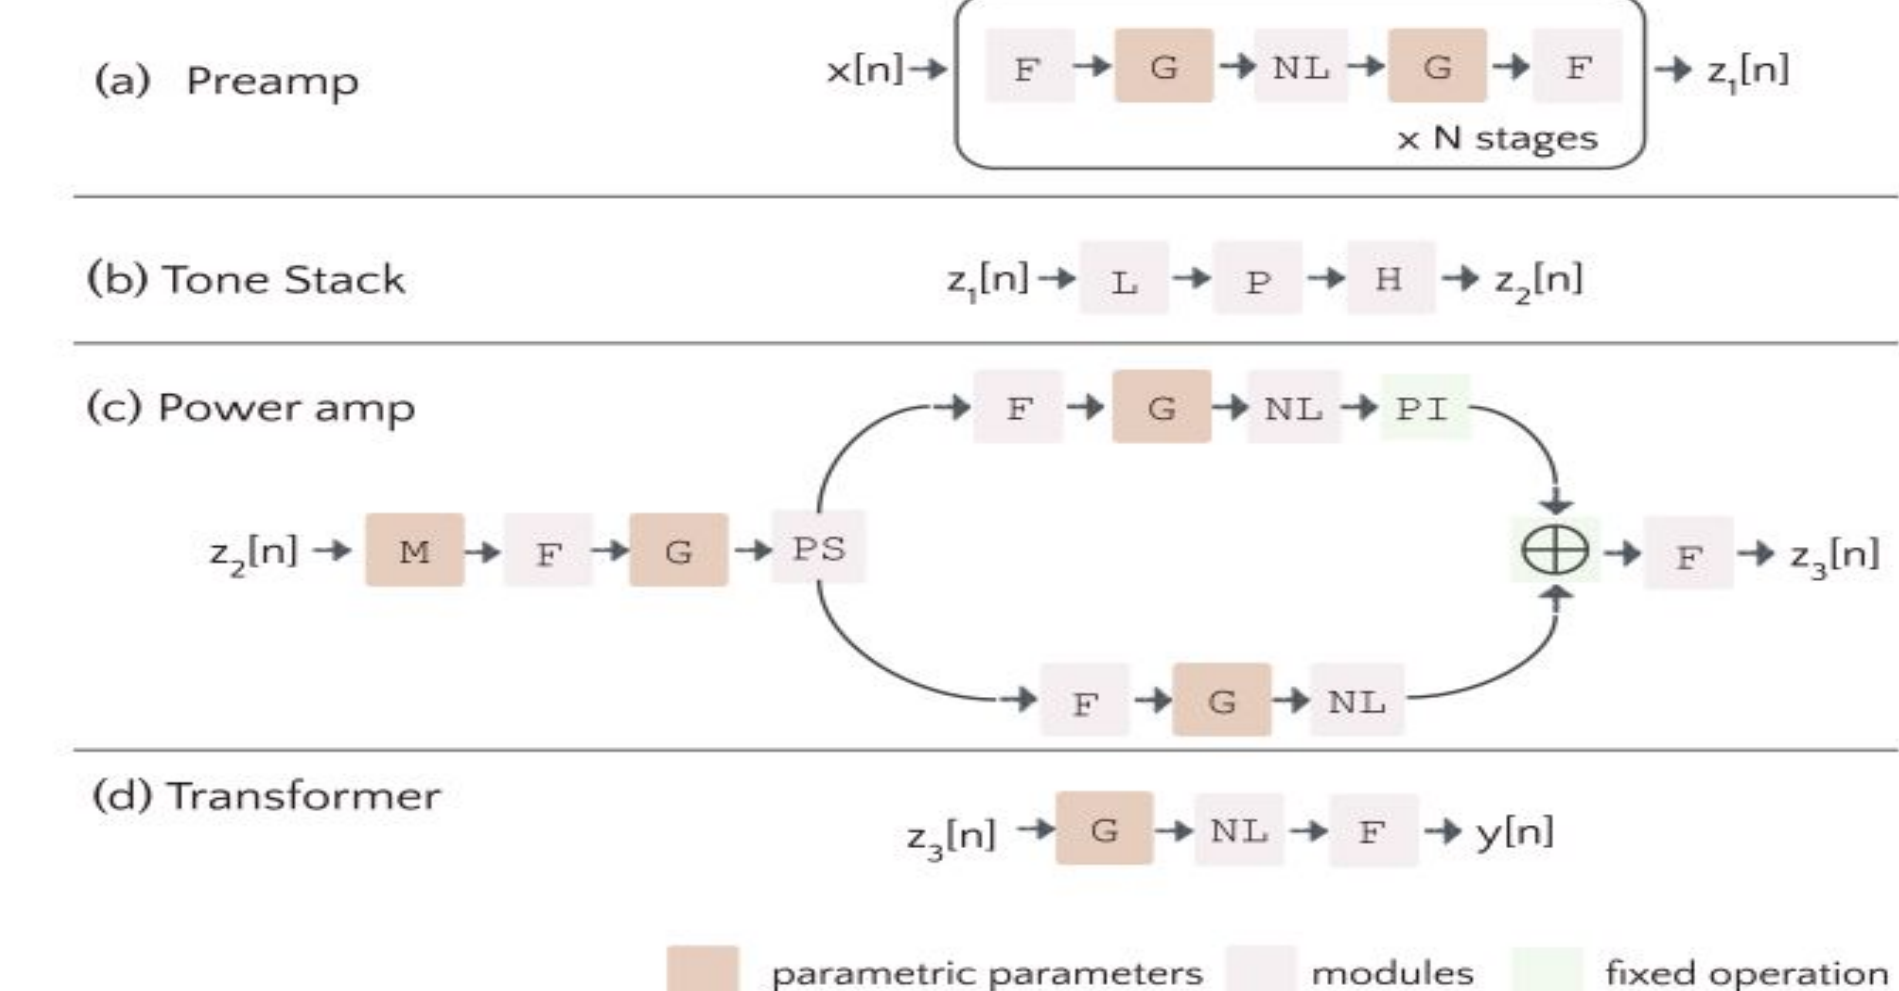 (a) Preamp
x[n] F G NL G F z₁[n]
x N stages
(b) Tone Stack
z₁[n] L P H z₂[n]
(c) Power amp
F G NL PI
z₂[n] M F G PS F z₃[n]
F G NL
(d) Transformer
z₃[n] G NL F y[n]
parametric parameters modules fixed operation